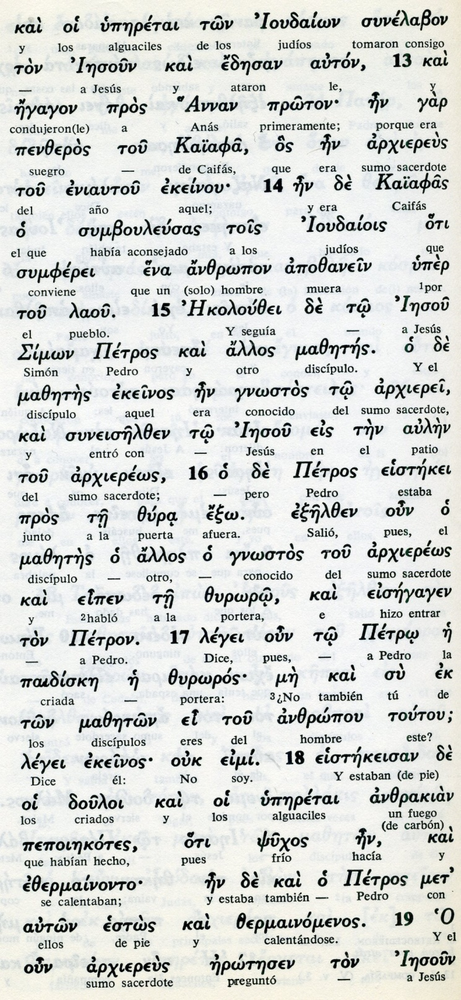 καὶ οἱ ὑπηρέται τῶν Ἰουδαίων συνέλαβον
y los alguaciles de los judíos tomaron consigo
τὸν Ἰησοῦν καὶ ἔδησαν αὐτόν, 13 καὶ
a Jesús y ataron le, y
ἤγαγον πρὸς Ἅνναν πρῶτον· ἦν γὰρ
condujeron(le) a Anás primeramente; porque era
πενθερὸς τοῦ Καϊαφᾶ, ὃς ἦν ἀρχιερεὺς
suegro — de Caifás, que era sumo sacerdote
τοῦ ἐνιαυτοῦ ἐκείνου· 14 ἦν δὲ Καϊαφᾶς
del año aquel; y era Caifás
ὁ συμβουλεύσας τοῖς Ἰουδαίοις ὅτι
el que había aconsejado a los judíos que
συμφέρει ἕνα ἄνθρωπον ἀποθανεῖν ὑπὲρ
conviene que un (solo) hombre muera 1por
τοῦ λαοῦ. 15 Ἠκολούθει δὲ τῷ Ἰησοῦ
el pueblo. Y seguía — a Jesús
Σίμων Πέτρος καὶ ἄλλος μαθητής. ὁ δὲ
Simón Pedro y otro discípulo. Y el
μαθητὴς ἐκεῖνος ἦν γνωστὸς τῷ ἀρχιερεῖ,
discípulo aquel era conocido del sumo sacerdote,
καὶ συνεισῆλθεν τῷ Ἰησοῦ εἰς τὴν αὐλὴν
y entró con — Jesús en el patio
τοῦ ἀρχιερέως, 16 ὁ δὲ Πέτρος εἱστήκει
del sumo sacerdote; — pero Pedro estaba
πρὸς τῇ θύρᾳ ἔξω. ἐξῆλθεν οὖν ὁ
junto a la puerta afuera. Salió, pues, el
μαθητὴς ὁ ἄλλος ὁ γνωστὸς τοῦ ἀρχιερέως
discípulo — otro, conocido del sumo sacerdote
καὶ εἶπεν τῇ θυρωρῷ, καὶ εἰσήγαγεν
y 2habló a la portera, e hizo entrar
τὸν Πέτρον. 17 λέγει οὖν τῷ Πέτρῳ ἡ
— a Pedro. Dice, pues, a Pedro la
παιδίσκη ἡ θυρωρός· μὴ καὶ σὺ ἐκ
criada — portera: 3¿No también tú de
τῶν μαθητῶν εἶ τοῦ ἀνθρώπου τούτου;
los discípulos eres del hombre este?
λέγει ἐκεῖνος· οὐκ εἰμί. 18 εἱστήκεισαν δὲ
Dice él: No soy. Y estaban (de pie)
οἱ δοῦλοι καὶ οἱ ὑπηρέται ἀνθρακιὰν
los criados y los alguaciles un fuego
(de carbón)
πεποιηκότες, ὅτι ψῦχος ἦν, καὶ
que habían hecho, pues frío hacía y
ἐθερμαίνοντο· ἦν δὲ καὶ ὁ Πέτρος μετ’
se calentaban; y estaba también — Pedro con
αὐτῶν ἑστὼς καὶ θερμαινόμενος. 19 Ὁ
ellos de pie y calentándose. Y el
οὖν ἀρχιερεὺς ἠρώτησεν τὸν Ἰησοῦν
sumo sacerdote preguntó — a Jesús